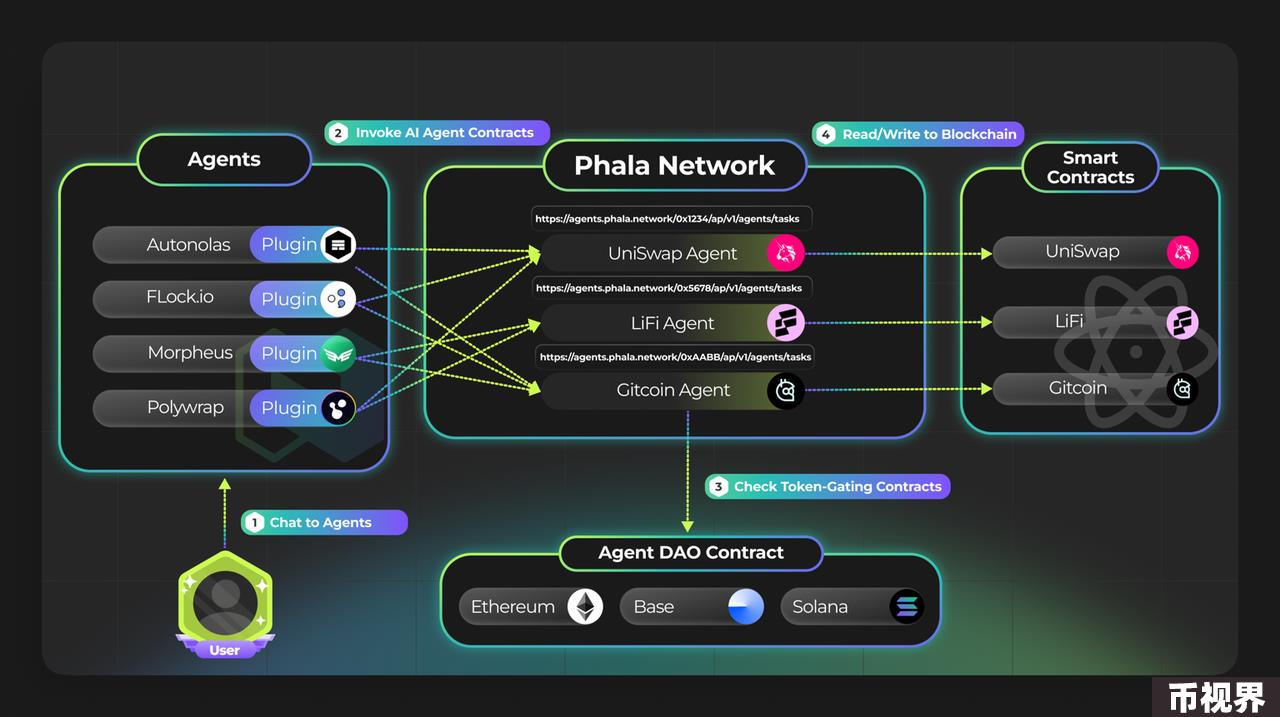 2 Invoke AI Agent Contracts
4 Read/Write to Blockchain
Agents
Phala Network
Smart
Contracts
Autonolas Plugin
FLock.io Plugin
Morpheus Plugin
Polywrap Plugin
https://agents.phala.network/0x1234/ap/v1/agents/tasks
UniSwap Agent
https://agents.phala.network/0x5678/ap/v1/agents/tasks
LiFi Agent
https://agents.phala.network/0xAABB/ap/v1/agents/tasks
Gitcoin Agent
UniSwap
LiFi
Gitcoin
3 Check Token-Gating Contracts
1 Chat to Agents
User
Agent DAO Contract
Ethereum
Base
Solana
币视界